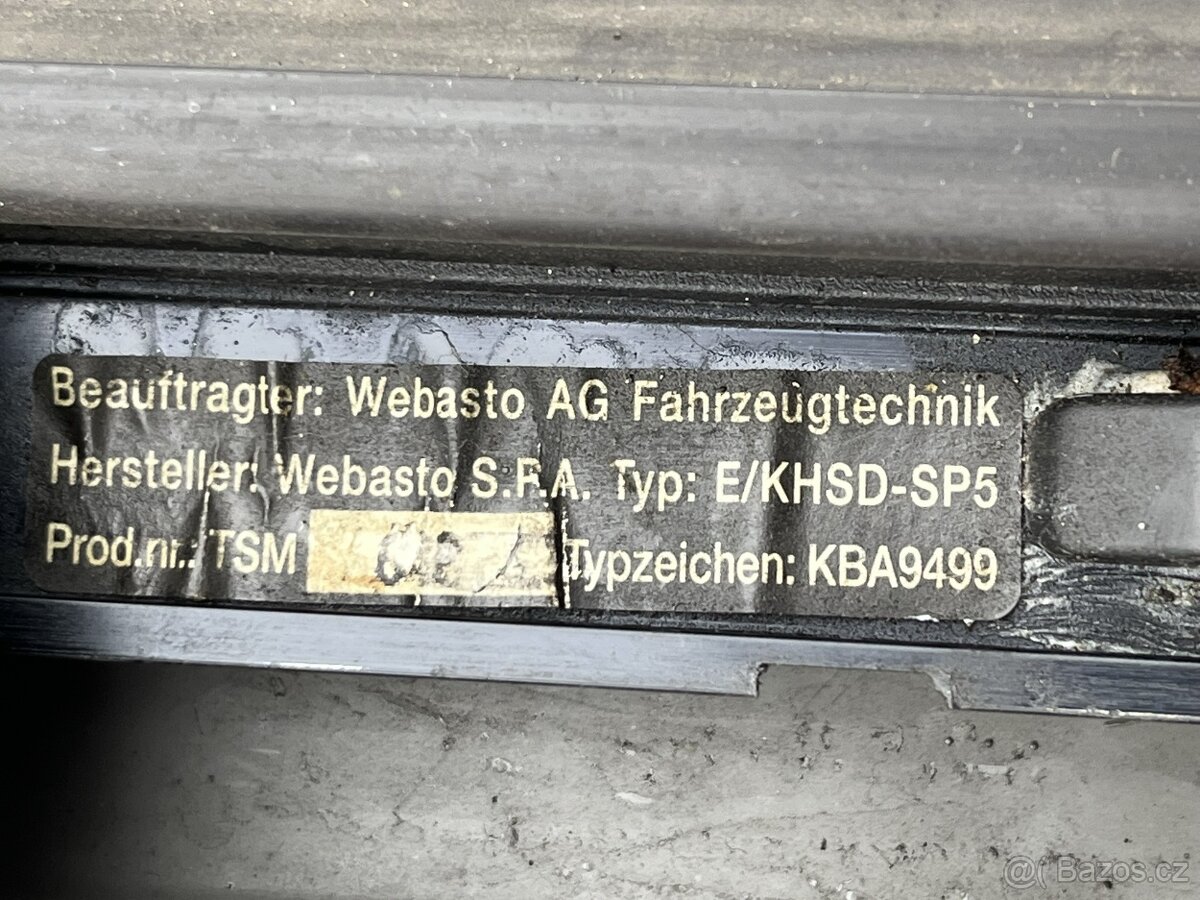 Beauftragter: Webasto AG Fahrzeugtechnik
Hersteller: Webasto S.P.A. Typ: E/KHSD-SP5
Prod.nr.: TSM Typzeichen: KBA9499
Bazos.cz